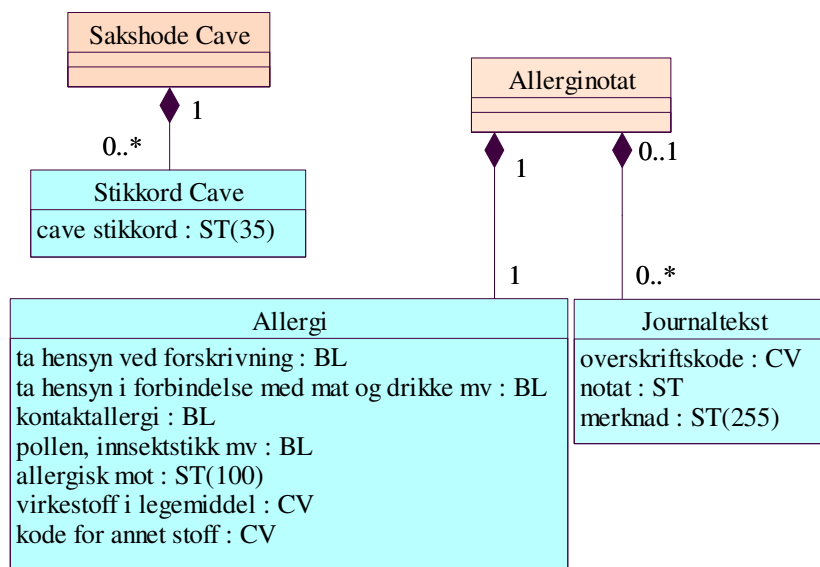 Sakshode Cave
1
0..*
Stikkord Cave
cave stikkord : ST(35)
Allerginotat
1
0..1
1
0..*
Allergi
ta hensyn ved forskrivning : BL
ta hensyn i forbindelse med mat og drikke mv : BL
kontaktallergi : BL
pollen, innsektstikk mv : BL
allergisk mot : ST(100)
virkestoff i legemiddel : CV
kode for annet stoff : CV
Journaltekst
overskriftskode : CV
notat : ST
merknad : ST(255)